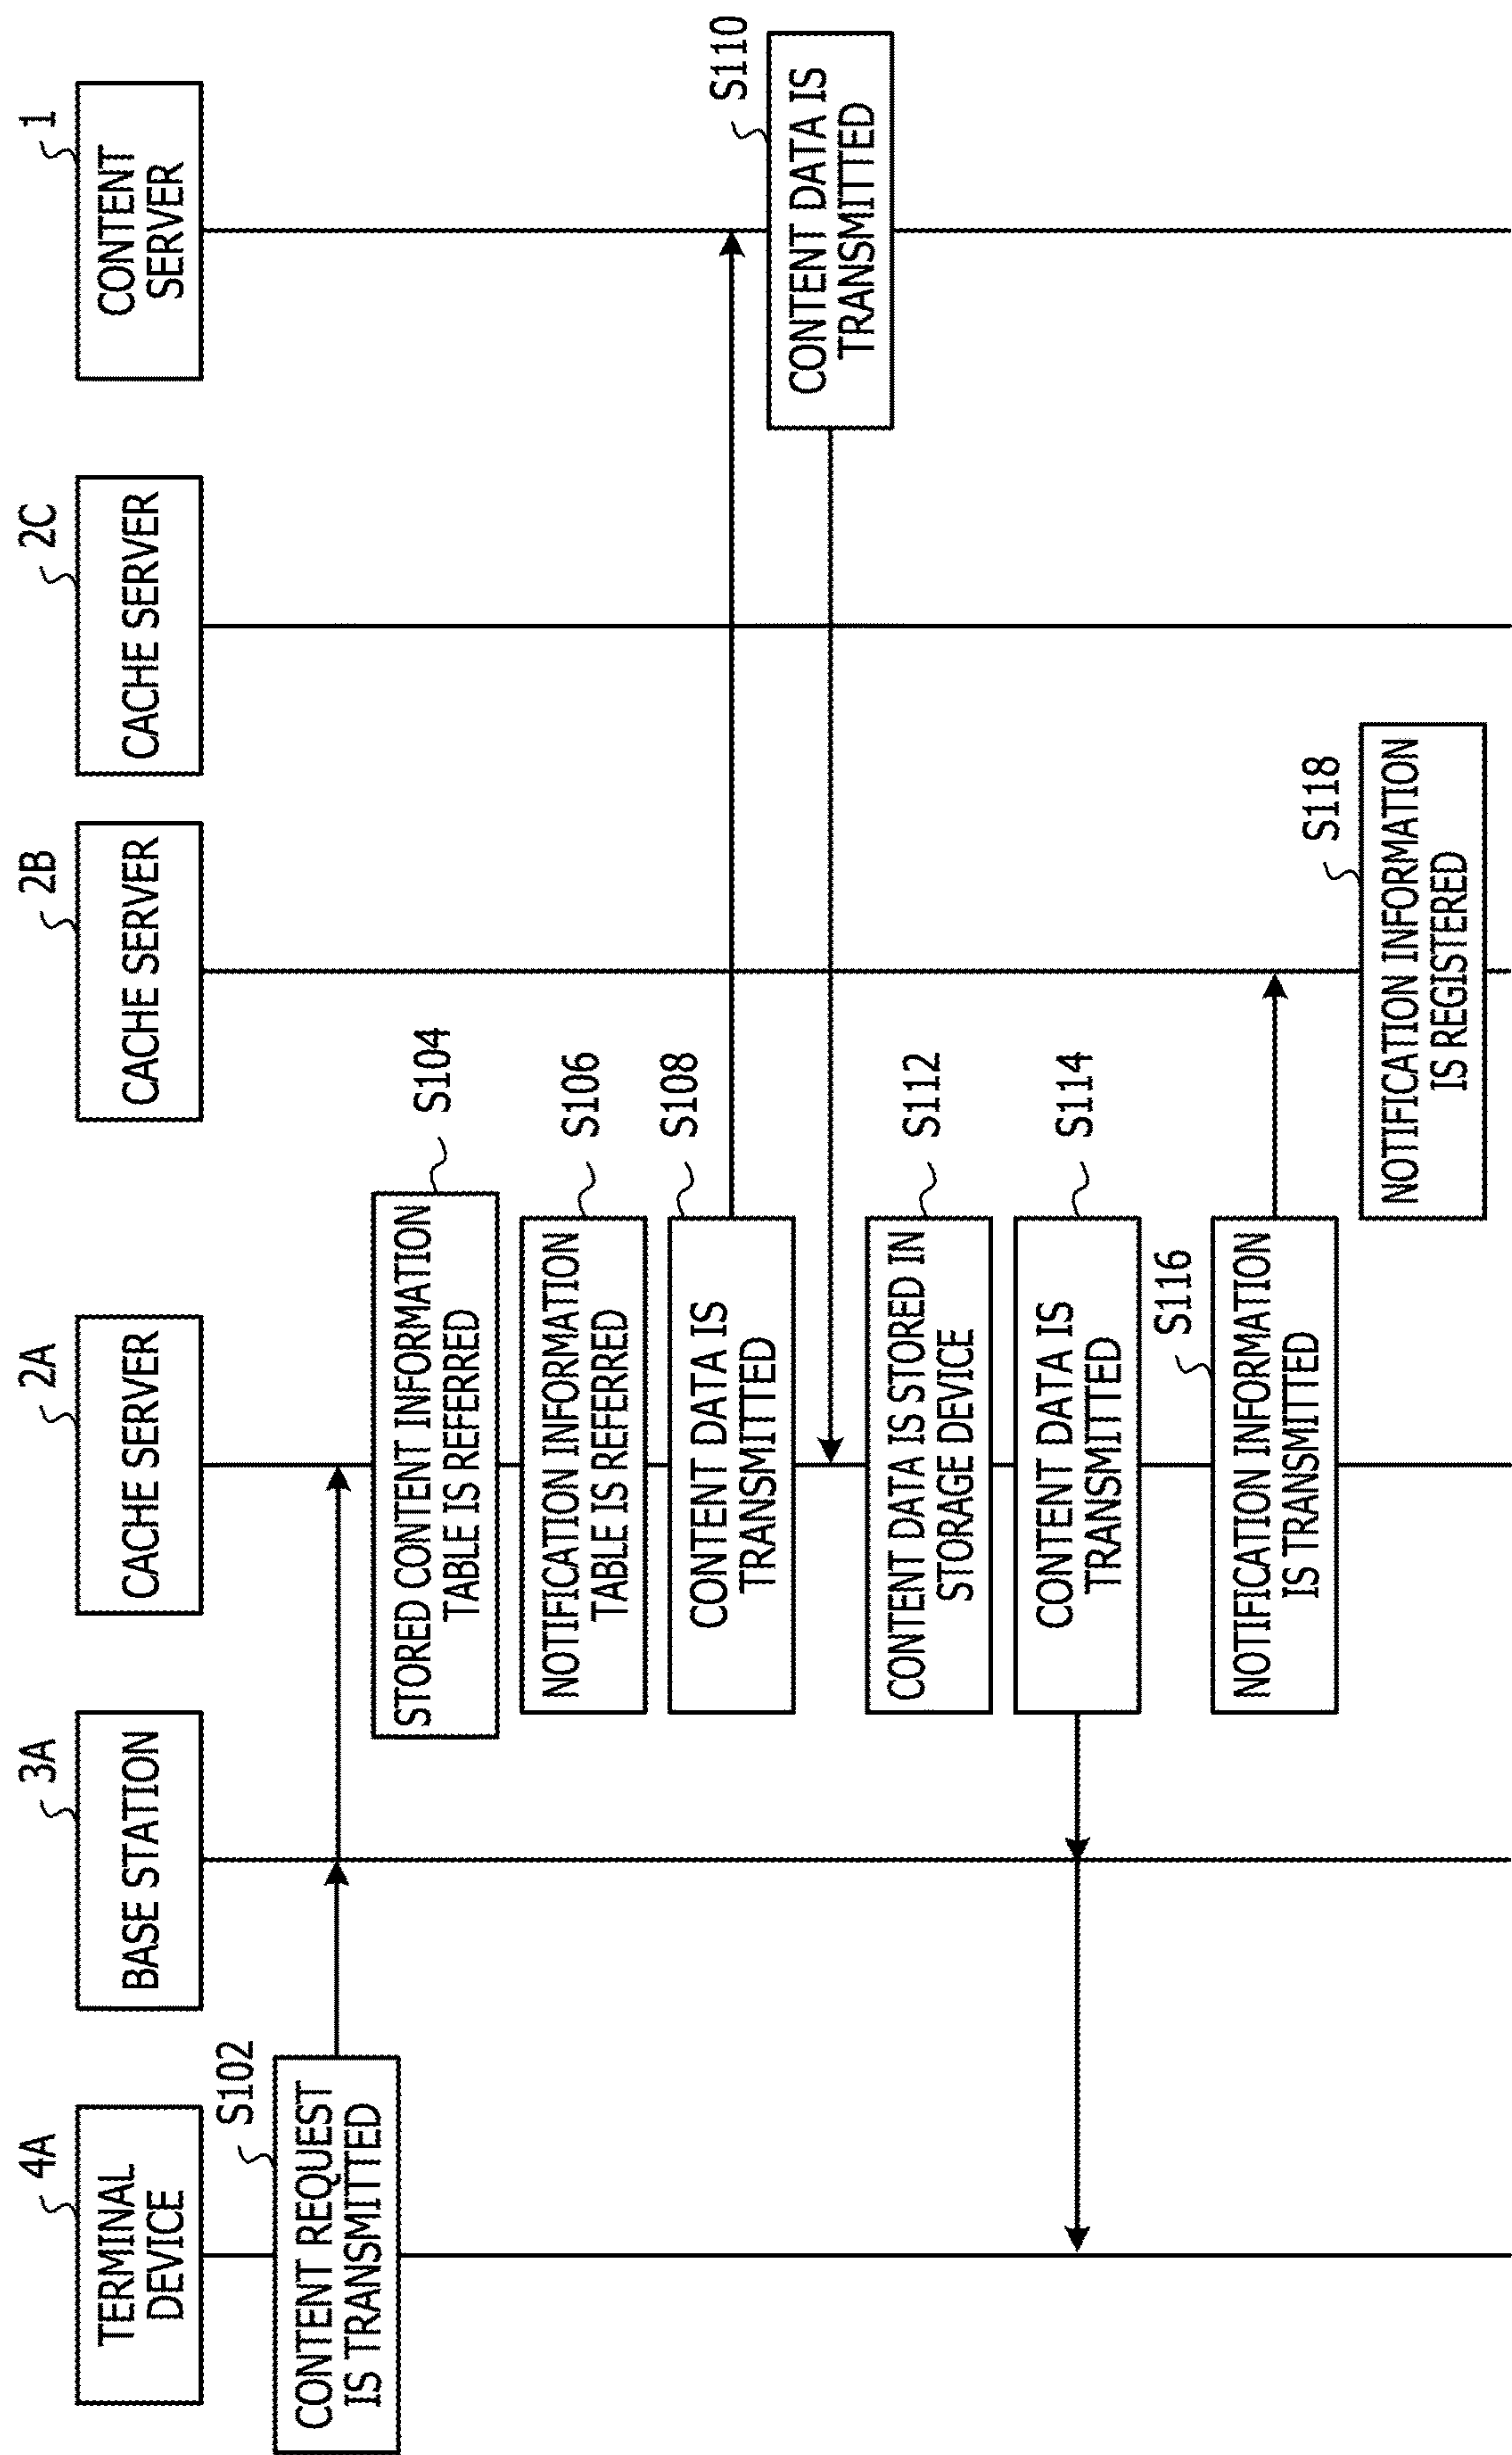 4A
TERMINAL
DEVICE
3A
BASE STATION
2A
CACHE SERVER
2B
CACHE SERVER
2C
CACHE SERVER
1
CONTENT
SERVER
S102
CONTENT REQUEST
IS TRANSMITTED
S104
STORED CONTENT INFORMATION
TABLE IS REFERRED
S106
NOTIFICATION INFORMATION
TABLE IS REFERRED
S108
CONTENT DATA IS
TRANSMITTED
S110
CONTENT DATA IS
TRANSMITTED
S112
CONTENT DATA IS STORED IN
STORAGE DEVICE
S114
CONTENT DATA IS
TRANSMITTED
S116
NOTIFICATION INFORMATION
IS TRANSMITTED
S118
NOTIFICATION INFORMATION
IS REGISTERED